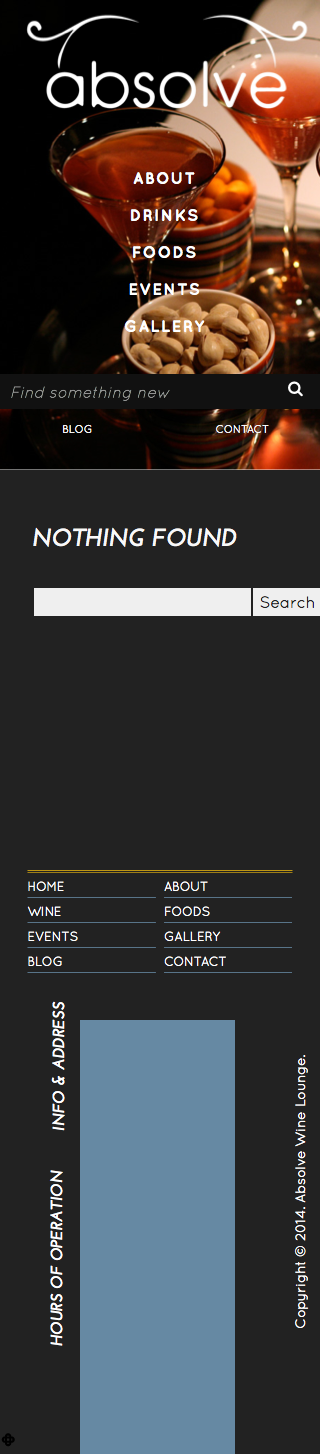 absolve
ABOUT
DRINKS
FOODS
EVENTS
GALLERY
Find something new
BLOG
CONTACT
NOTHING FOUND
Search
HOME
ABOUT
WINE
FOODS
EVENTS
GALLERY
BLOG
CONTACT
INFO & ADDRESS
HOURS OF OPERATION
Copyright © 2014. Absolve Wine Lounge.